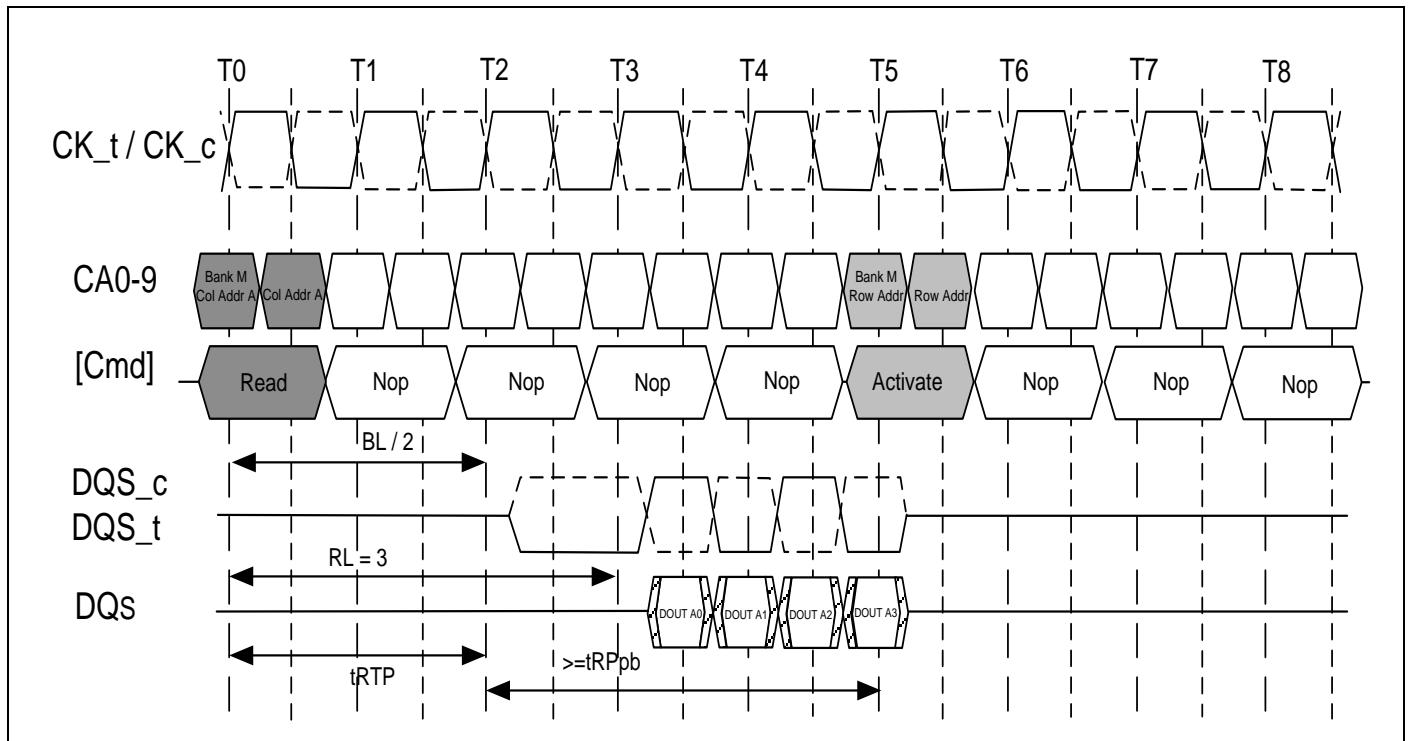 T0 T1 T2 T3 T4 T5 T6 T7 T8
CK_t / CK_c
CA0-9
Bank M
Col Addr A
Col Addr A
Bank M
Row Addr
Row Addr
[Cmd]
Read Nop Nop Nop Nop Activate Nop Nop Nop
BL / 2
DQS_c
DQS_t
RL = 3
DQs
DOUT A0 DOUT A1 DOUT A2 DOUT A3
tRTP
>=tRPpb